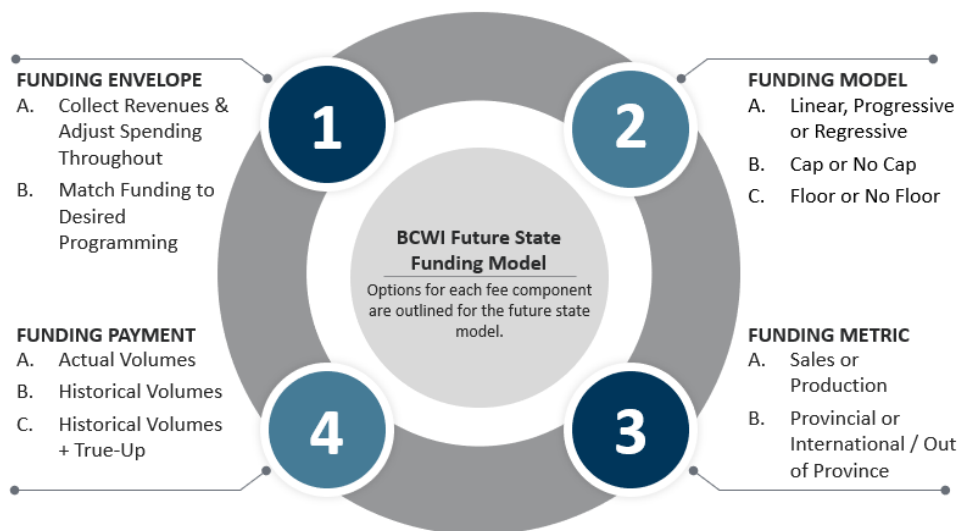 FUNDING ENVELOPE
A. Collect Revenues &
Adjust Spending
Throughout
B. Match Funding to
Desired
Programming
1
2
FUNDING MODEL
A. Linear, Progressive
or Regressive
B. Cap or No Cap
C. Floor or No Floor
BCWI Future State
Funding Model
Options for each fee component
are outlined for the future state
model.
FUNDING PAYMENT
A. Actual Volumes
B. Historical Volumes
C. Historical Volumes
+ True-Up
4
3
FUNDING METRIC
A. Sales or
Production
B. Provincial or
International / Out
of Province